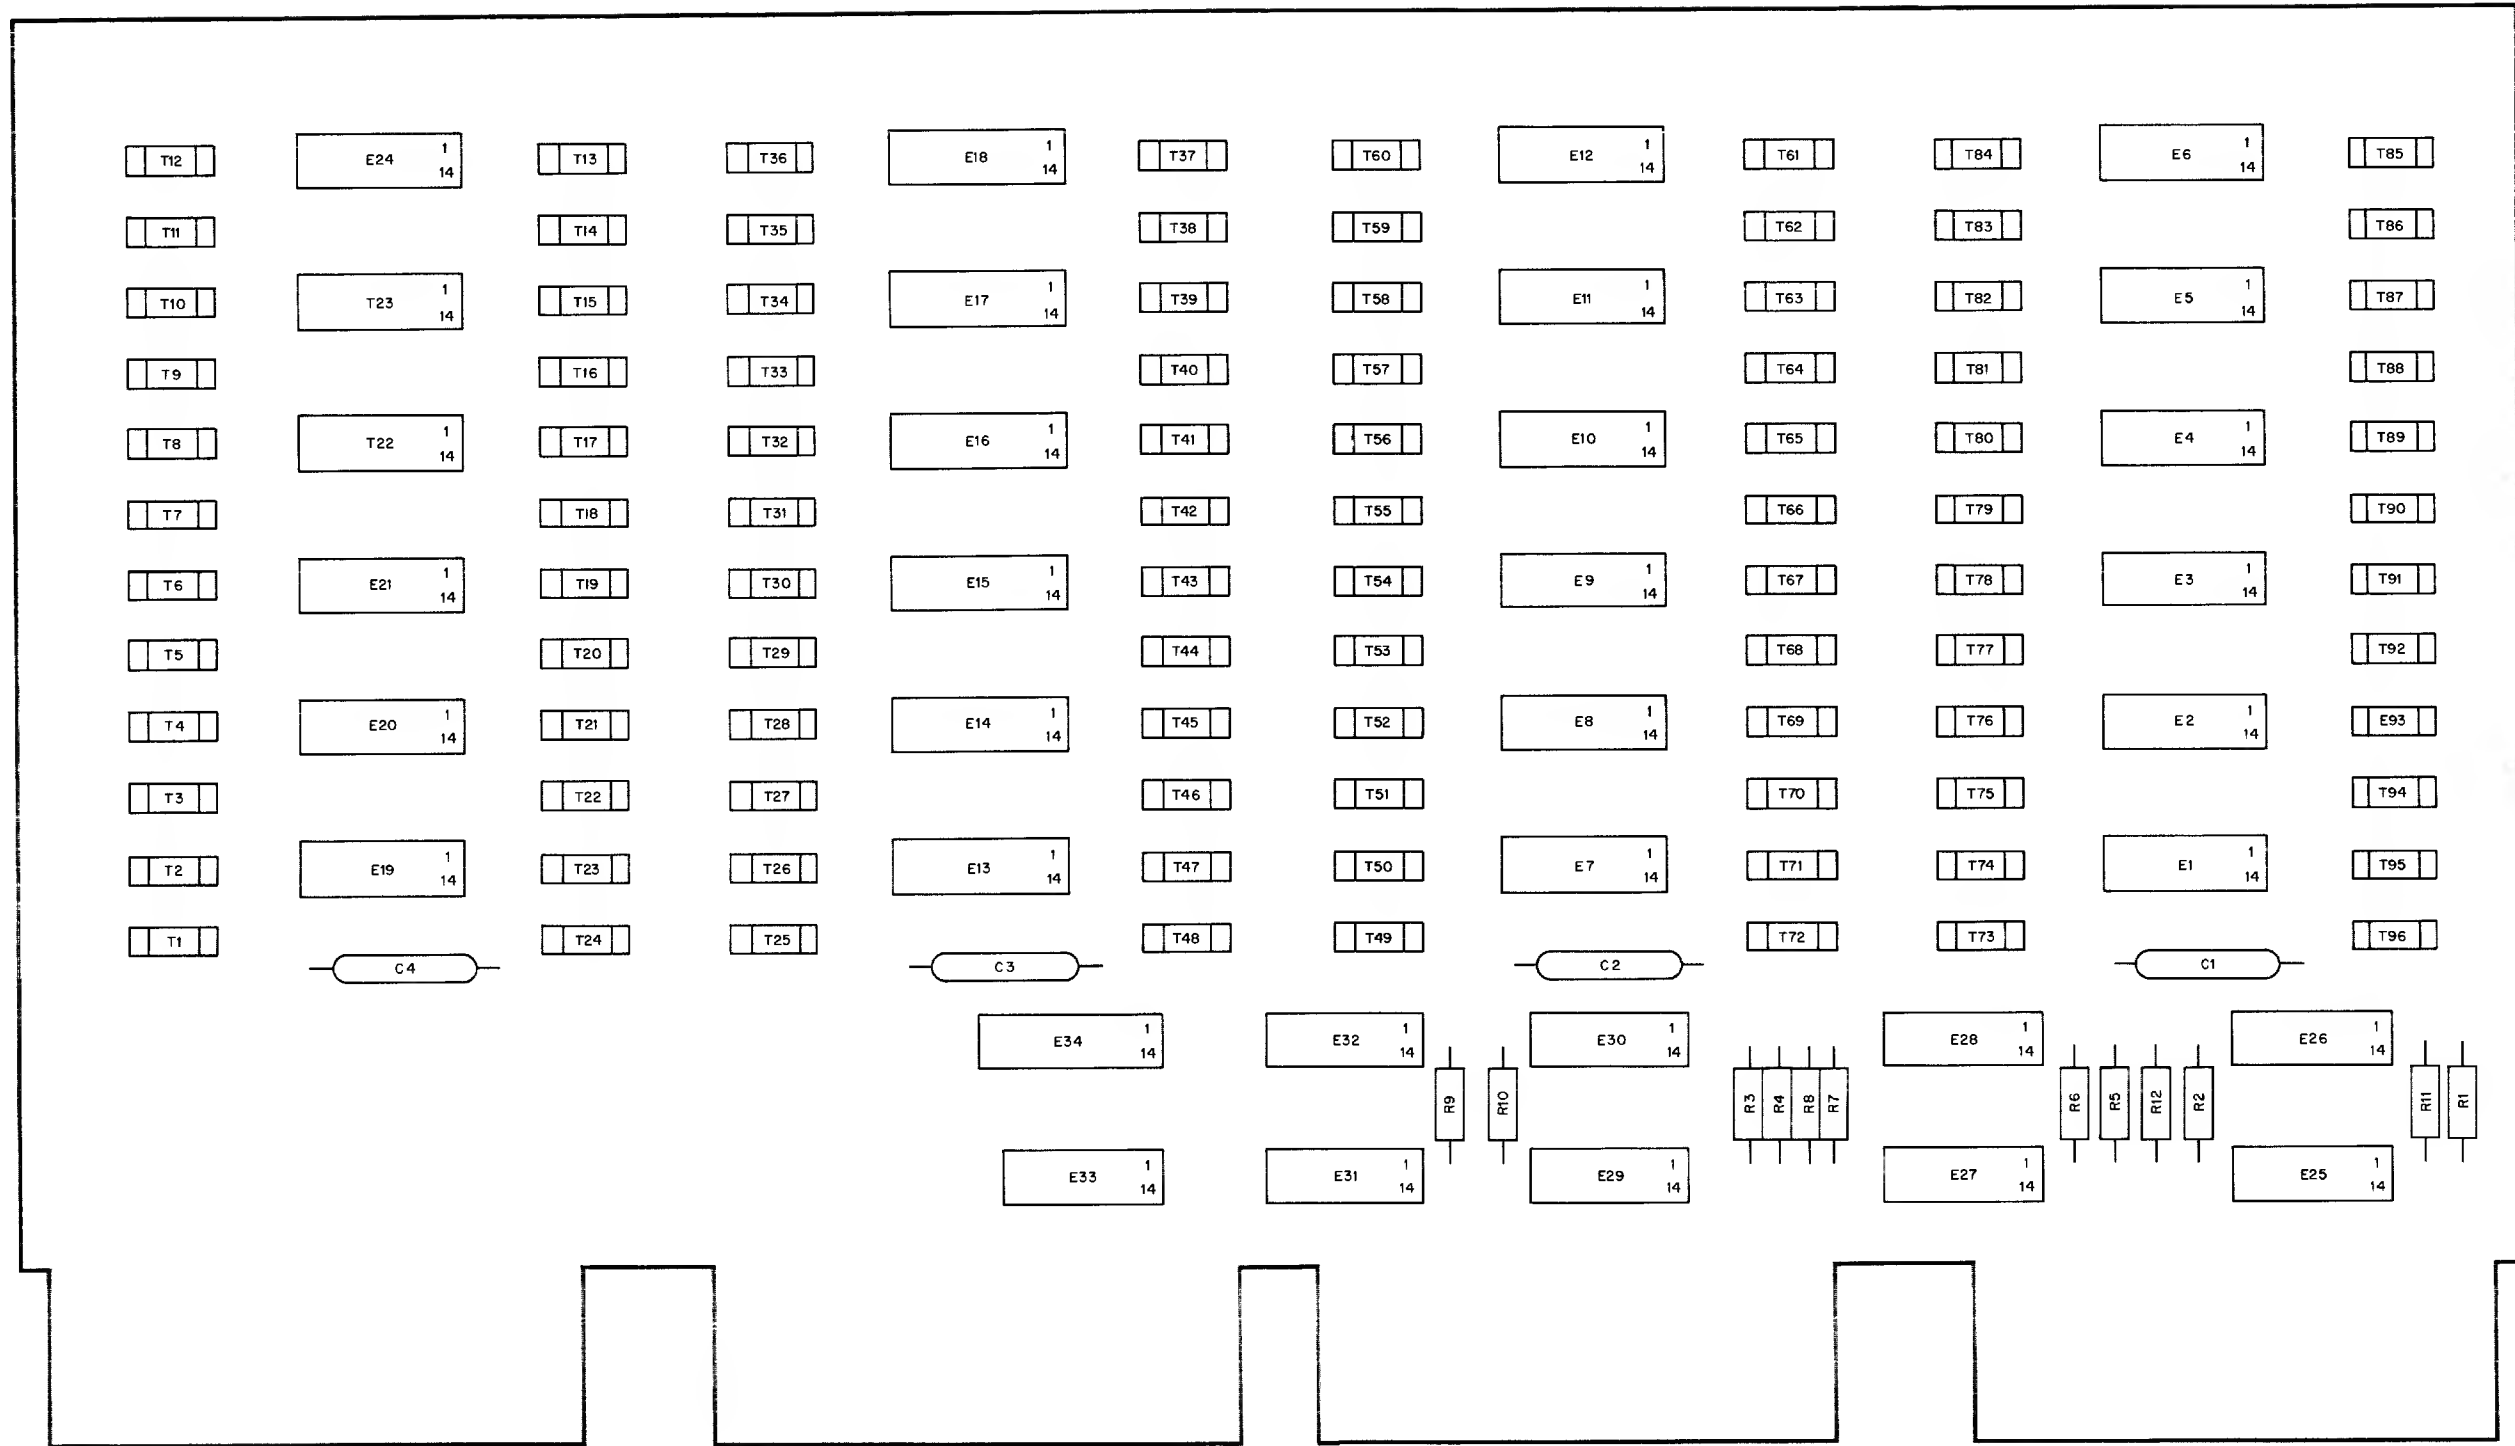 T12 E24 1 T13 T36 E18 1 T37 T60 E12 1 T61 T84 E6 1 T85
14 14 14 14
T11 T14 T35 T38 T59 T62 T83 T86
T10 T23 1 T15 T34 E17 1 T39 T58 E11 1 T63 T82 E5 1 T87
14 14 14 14
T9 T16 T33 T40 T57 T64 T81 T88
T8 T22 1 T17 T32 E16 1 T41 T56 E10 1 T65 T80 E4 1 T89
14 14 14 14
T7 T18 T31 T42 T55 T66 T79 T90
T6 E21 1 T19 T30 E15 1 T43 T54 E9 1 T67 T78 E3 1 T91
14 14 14 14
T5 T20 T29 T44 T53 T68 T77 T92
T4 E20 1 T21 T28 E14 1 T45 T52 E8 1 T69 T76 E2 1 E93
14 14 14 14
T3 T22 T27 T46 T51 T70 T75 T94
T2 E19 1 T23 T26 E13 1 T47 T50 E7 1 T71 T74 E1 1 T95
14 14 14 14
T1 T24 T25 T48 T49 T72 T73 T96
C4 C3 C2 C1
E34 1 E32 1 E30 1 E28 1 E26 1
14 14 14 14 14
R9 R10 R3 R4 R8 R7 R6 R5 R12 R2 R11 R1
E33 1 E31 1 E29 1 E27 1 E25 1
14 14 14 14 14